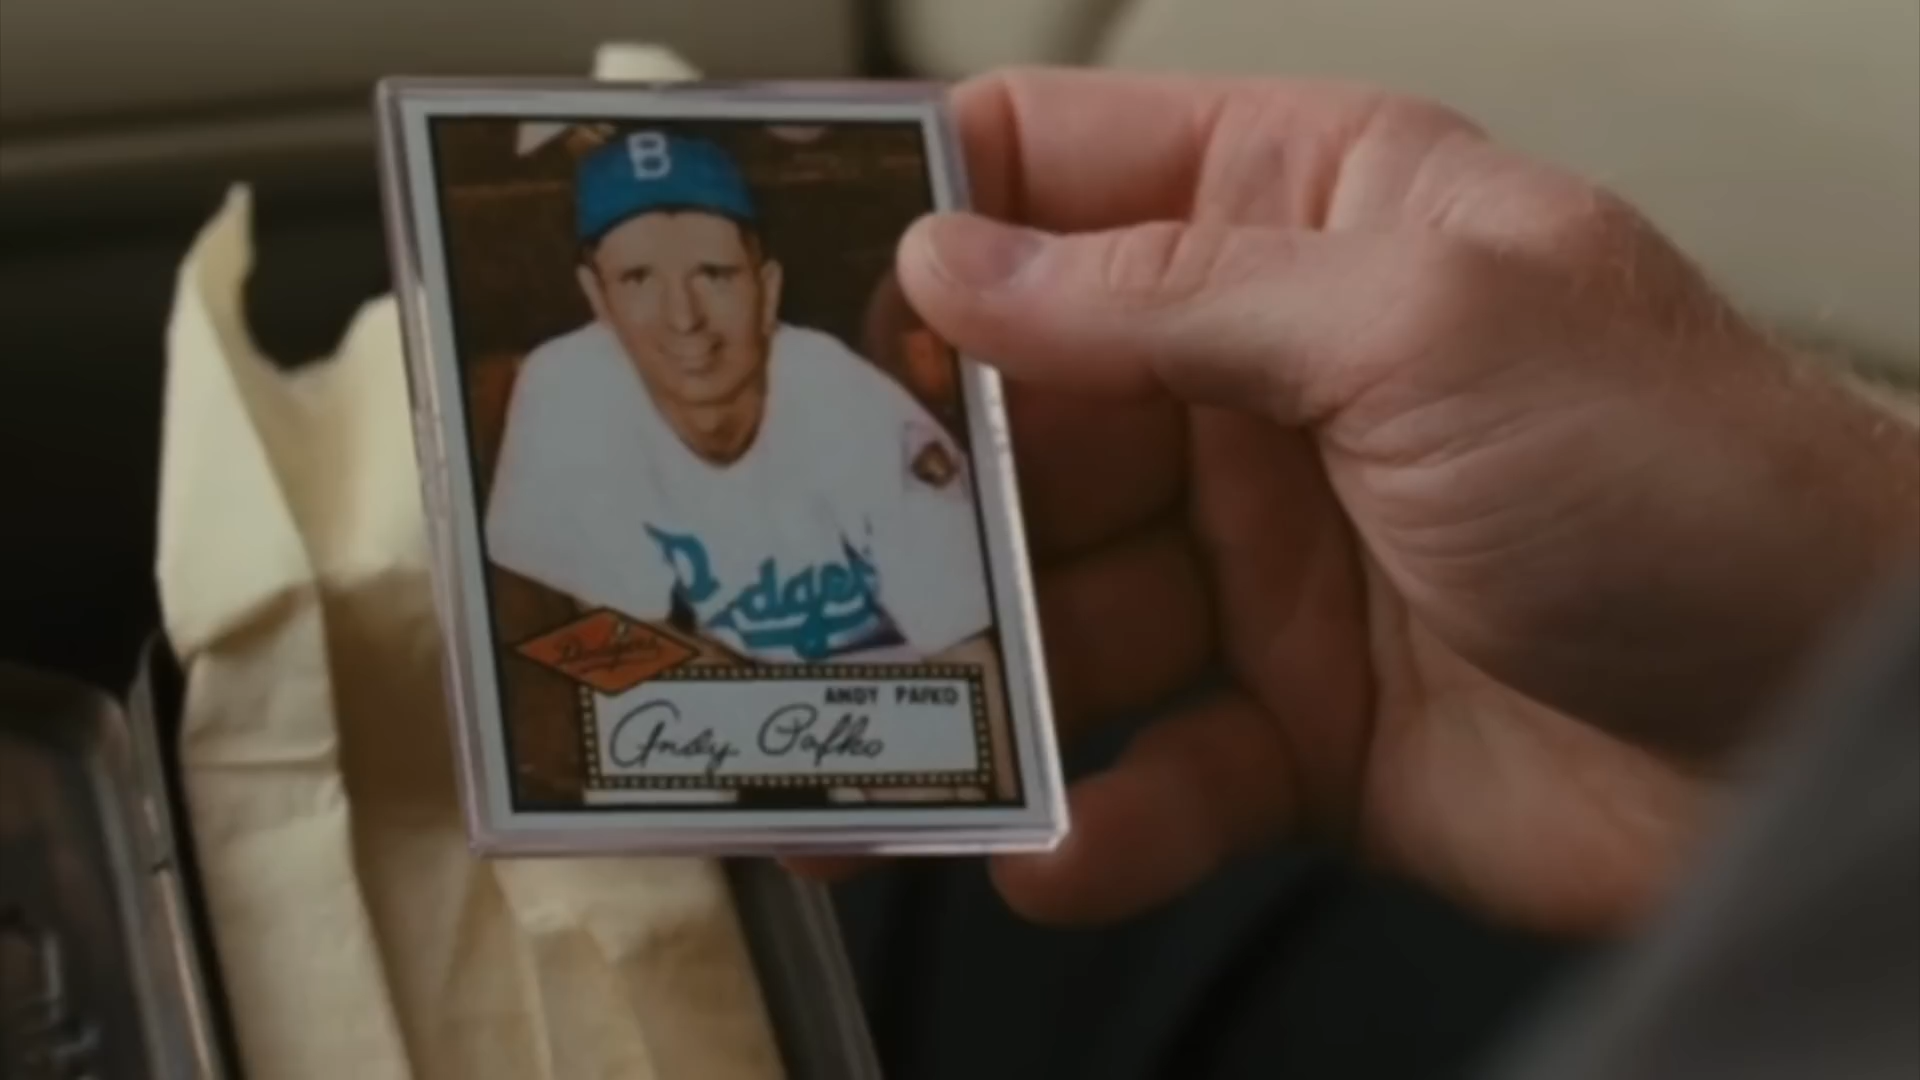 B
Dodgers
Dodgers
ANDY PAFKO
Andy Pafko